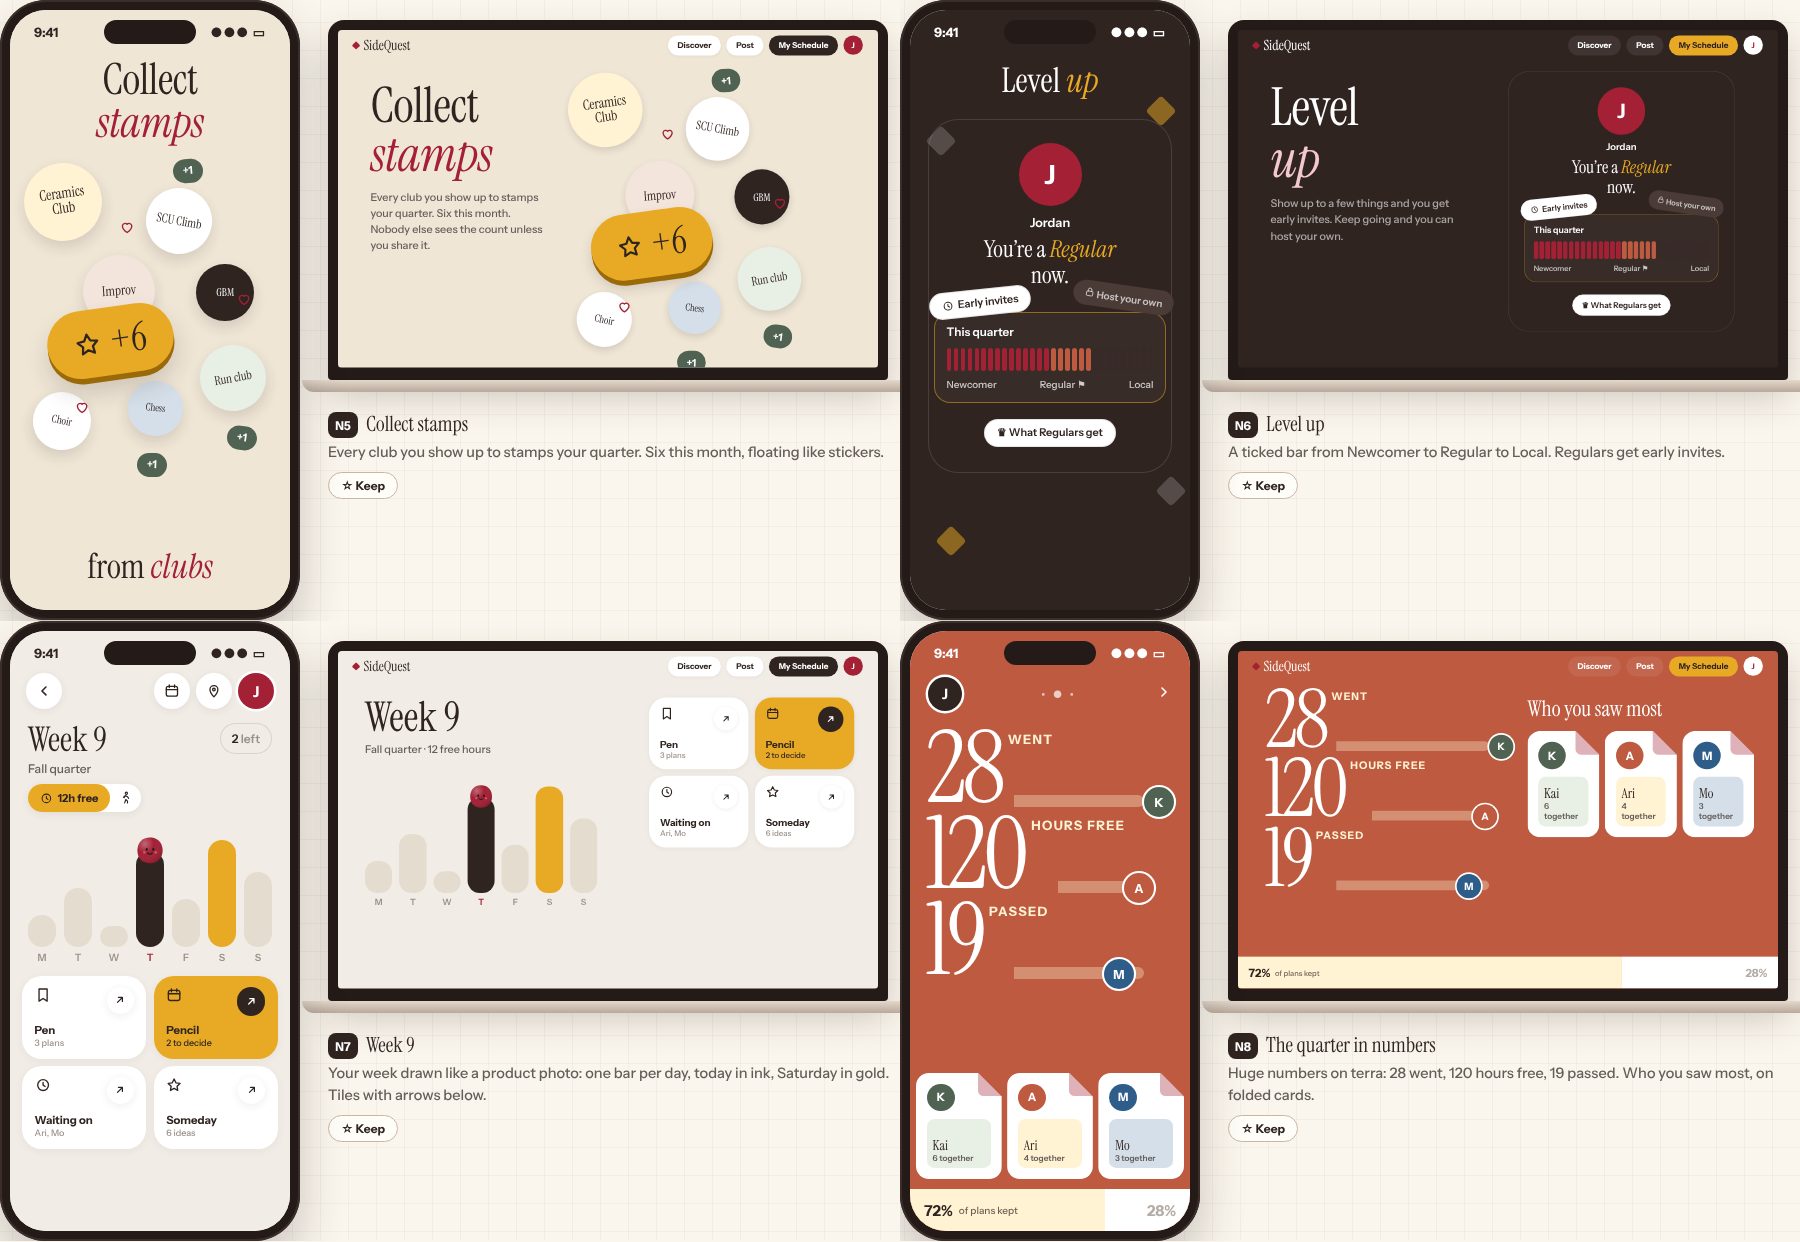 9:41
Collect
stamps
Ceramics
Club
+1
SCU Climb
Improv
GBM
+6
Run club
Choir
Chess
+1
+1
from clubs
SideQuest
Discover
Post
My Schedule
J
Collect
stamps
Every club you show up to stamps
your quarter. Six this month.
Nobody else sees the count unless
you share it.
Ceramics
Club
+1
SCU Climb
Improv
GBM
+6
Run club
Choir
Chess
+1
+1
N5 Collect stamps
Every club you show up to stamps your quarter. Six this month, floating like stickers.
☆ Keep
9:41
Level up
J
Jordan
You're a Regular
now.
Early invites
Host your own
This quarter
Newcomer Regular Local
What Regulars get
SideQuest
Discover
Post
My Schedule
J
Level
up
Show up to a few things and you get
early invites. Keep going and you can
host your own.
J
Jordan
You're a Regular
now.
Early invites
Host your own
This quarter
Newcomer Regular Local
What Regulars get
N6 Level up
A ticked bar from Newcomer to Regular to Local. Regulars get early invites.
☆ Keep
9:41
J
Week 9
2 left
Fall quarter
12h free
M T W T F S S
Pen
3 plans
Pencil
2 to decide
Waiting on
Ari, Mo
Someday
6 ideas
SideQuest
Discover
Post
My Schedule
J
Week 9
Fall quarter · 12 free hours
M T W T F S S
Pen
3 plans
Pencil
2 to decide
Waiting on
Ari, Mo
Someday
6 ideas
N7 Week 9
Your week drawn like a product photo: one bar per day, today in ink, Saturday in gold.
Tiles with arrows below.
☆ Keep
9:41
J
28 WENT
K
120 HOURS FREE
A
19 PASSED
M
K
Kai
6 together
A
Ari
4 together
M
Mo
3 together
72% of plans kept
28%
SideQuest
Discover
Post
My Schedule
J
28 WENT
K
120 HOURS FREE
A
19 PASSED
M
Who you saw most
K
Kai
6
together
A
Ari
4
together
M
Mo
3
together
72% of plans kept
28%
N8 The quarter in numbers
Huge numbers on terra: 28 went, 120 hours free, 19 passed. Who you saw most, on
folded cards.
☆ Keep